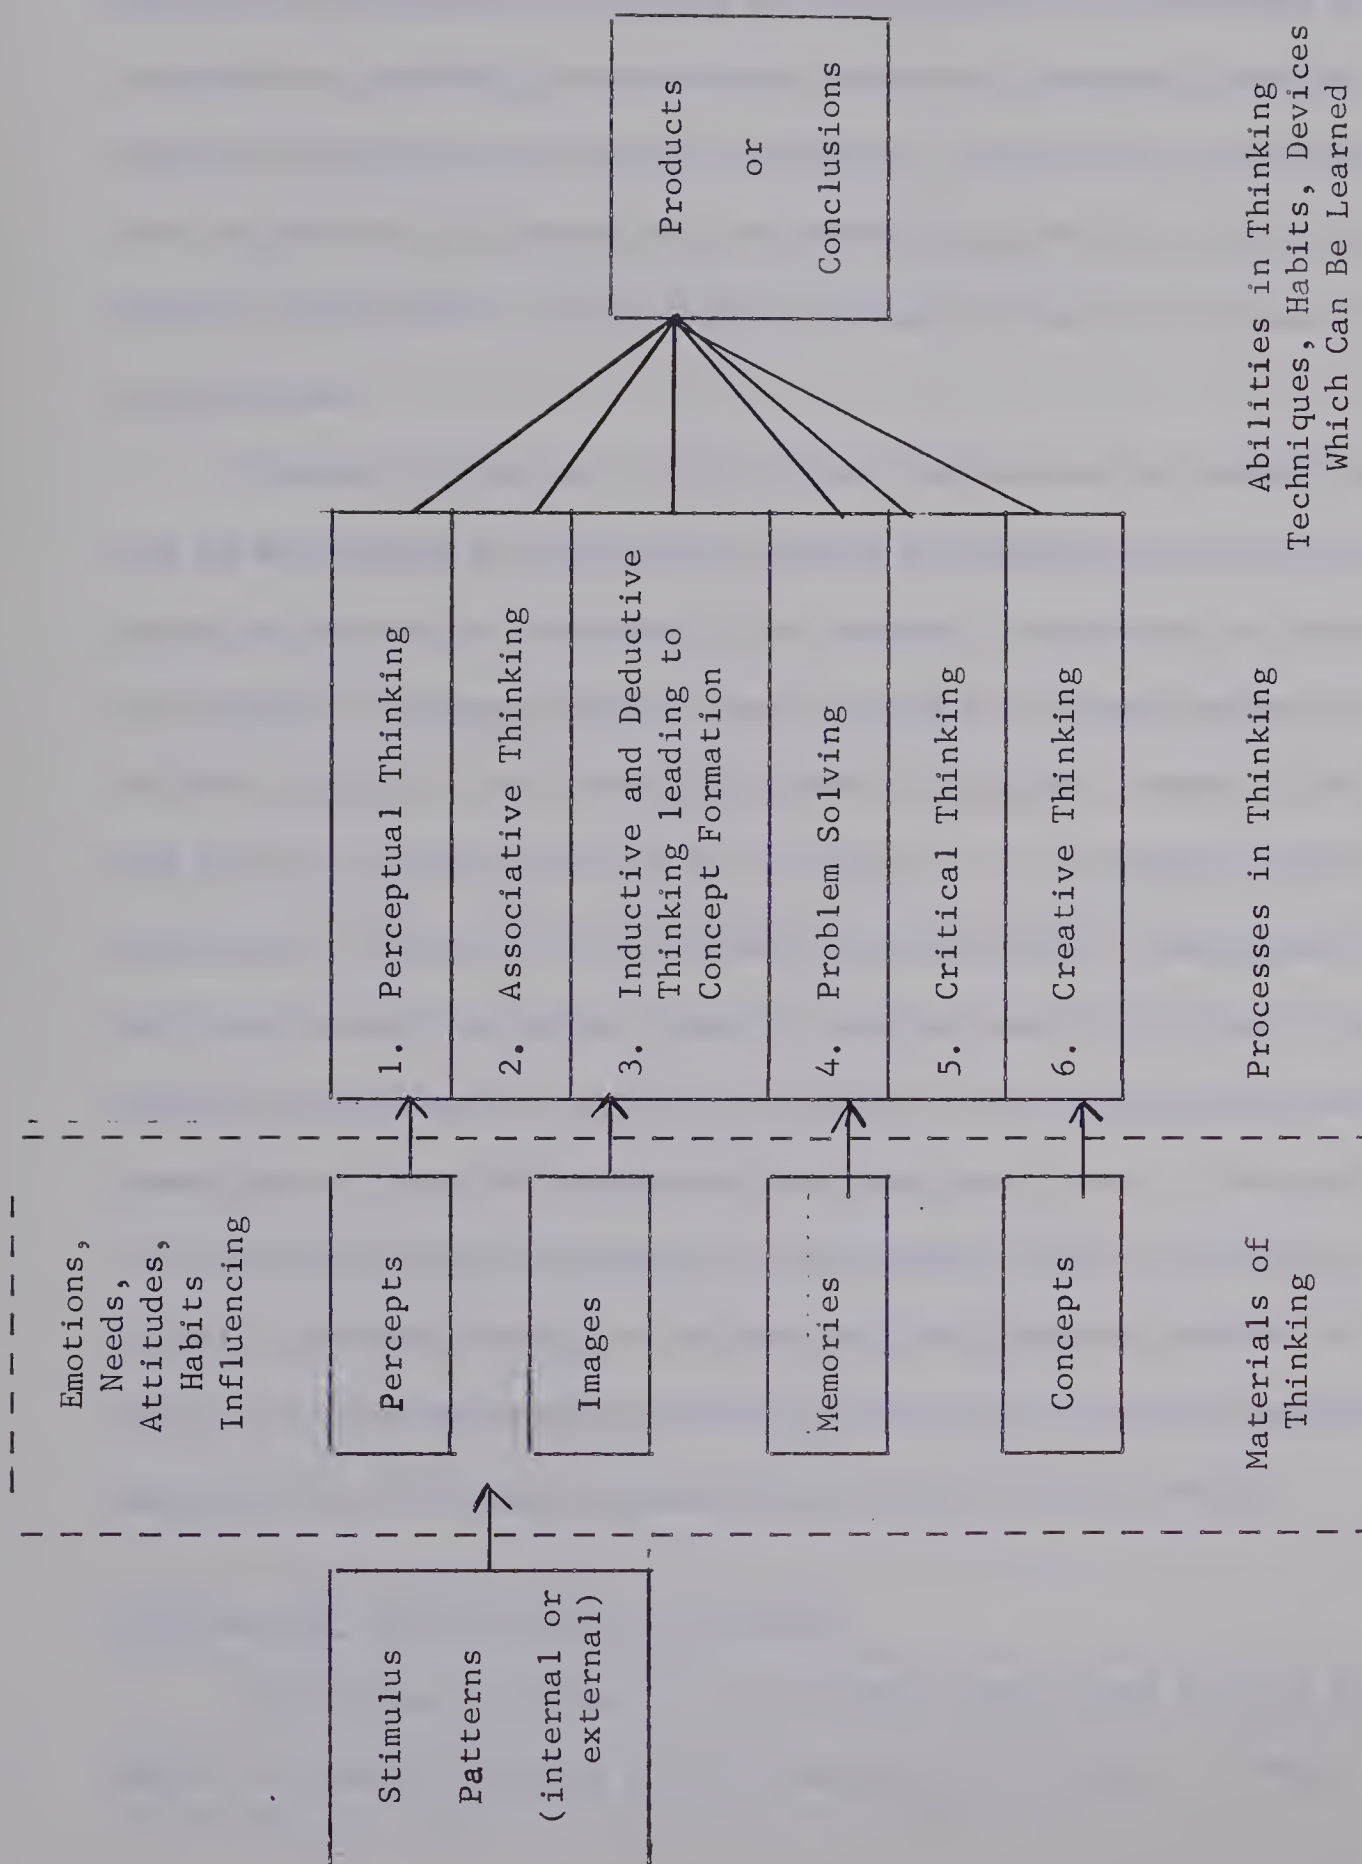 Stimulus
Patterns
(internal or
external)
Emotions,
Needs,
Attitudes,
Habits
Influencing
Percepts
Images
Memories
Concepts
Materials of
Thinking
1. Perceptual Thinking
2. Associative Thinking
3. Inductive and Deductive
Thinking leading to
Concept Formation
4. Problem Solving
5. Critical Thinking
6. Creative Thinking
Processes in Thinking
Products
or
Conclusions
Abilities in Thinking
Techniques, Habits, Devices
Which Can Be Learned